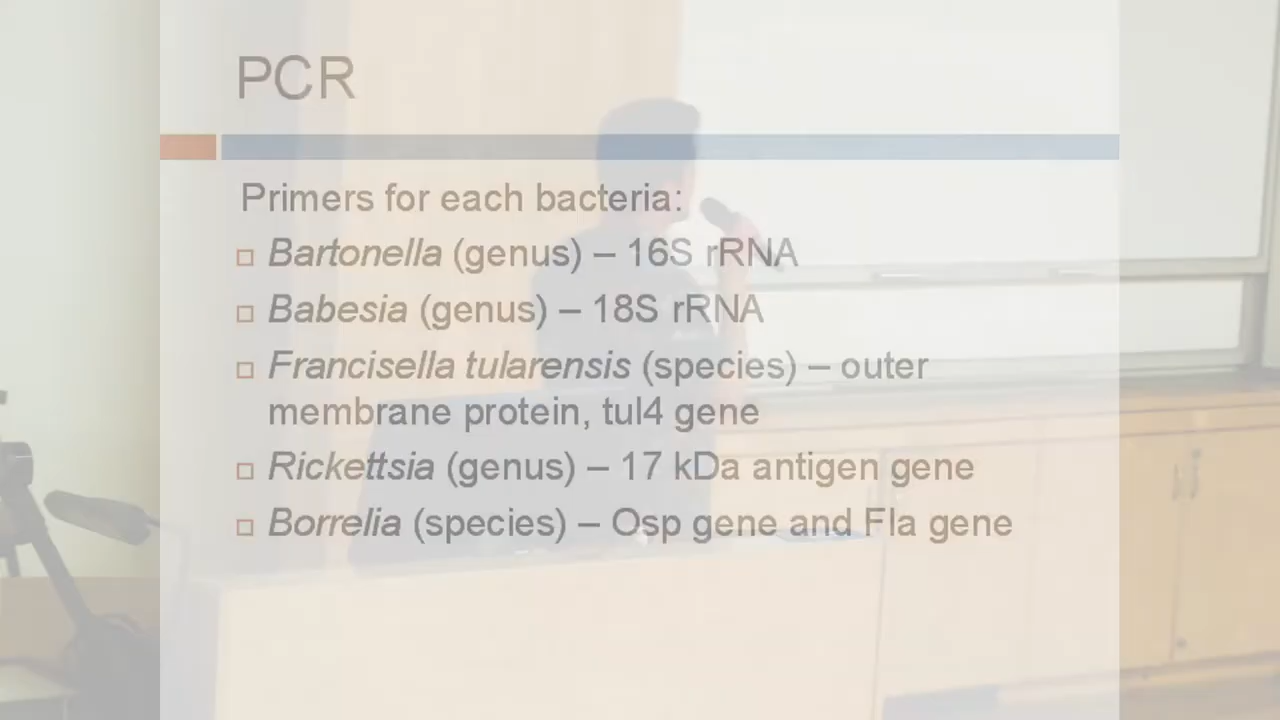 PCR
Primers for each bacteria:
Bartonella (genus) – 16S rRNA
Babesia (genus) – 18S rRNA
Francisella tularensis (species) – outer
membrane protein, tul4 gene
Rickettsia (genus) – 17 kDa antigen gene
Borrelia (species) – Osp gene and Fla gene